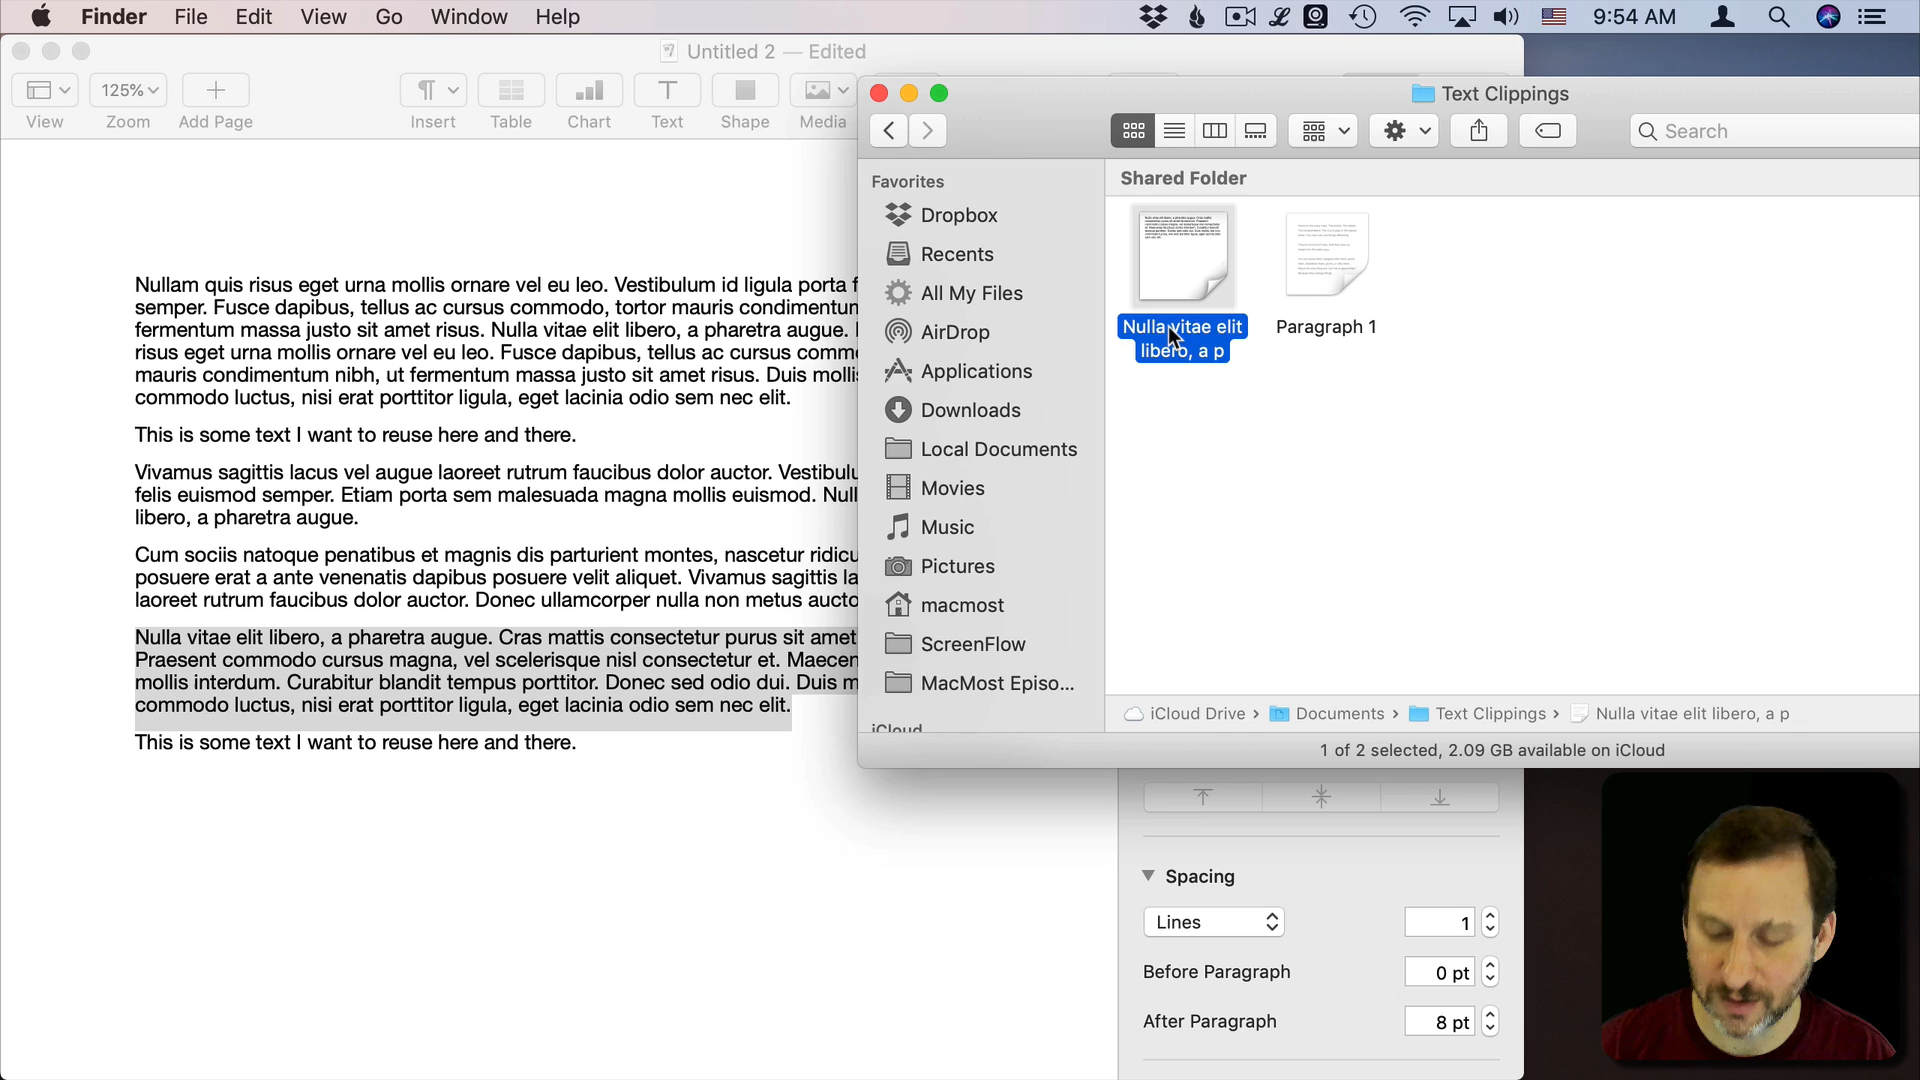 Finder File Edit View Go Window Help 9:54 AM
Untitled 2 — Edited
125%
View Zoom Add Page Insert Table Chart Text Shape Media
Text Clippings
Search
Favorites
Dropbox
Recents
All My Files
AirDrop
Applications
Downloads
Local Documents
Movies
Music
Pictures
macmost
ScreenFlow
MacMost Episo...
iCloud
Shared Folder
Nulla vitae elit
libero, a p
Paragraph 1
iCloud Drive › Documents › Text Clippings › Nulla vitae elit libero, a p
1 of 2 selected, 2.09 GB available on iCloud
Nullam quis risus eget urna mollis ornare vel eu leo. Vestibulum id ligula porta f
semper. Fusce dapibus, tellus ac cursus commodo, tortor mauris condimentun
fermentum massa justo sit amet risus. Nulla vitae elit libero, a pharetra augue.
risus eget urna mollis ornare vel eu leo. Fusce dapibus, tellus ac cursus comm
mauris condimentum nibh, ut fermentum massa justo sit amet risus. Duis molli
commodo luctus, nisi erat porttitor ligula, eget lacinia odio sem nec elit.
This is some text I want to reuse here and there.
Vivamus sagittis lacus vel augue laoreet rutrum faucibus dolor auctor. Vestibulu
felis euismod semper. Etiam porta sem malesuada magna mollis euismod. Null
libero, a pharetra augue.
Cum sociis natoque penatibus et magnis dis parturient montes, nascetur ridicu
posuere erat a ante venenatis dapibus posuere velit aliquet. Vivamus sagittis la
laoreet rutrum faucibus dolor auctor. Donec ullamcorper nulla non metus aucto
Nulla vitae elit libero, a pharetra augue. Cras mattis consectetur purus sit amet
Praesent commodo cursus magna, vel scelerisque nisl consectetur et. Maecen
mollis interdum. Curabitur blandit tempus porttitor. Donec sed odio dui. Duis m
commodo luctus, nisi erat porttitor ligula, eget lacinia odio sem nec elit.
This is some text I want to reuse here and there.
Spacing
Lines 1
Before Paragraph 0 pt
After Paragraph 8 pt